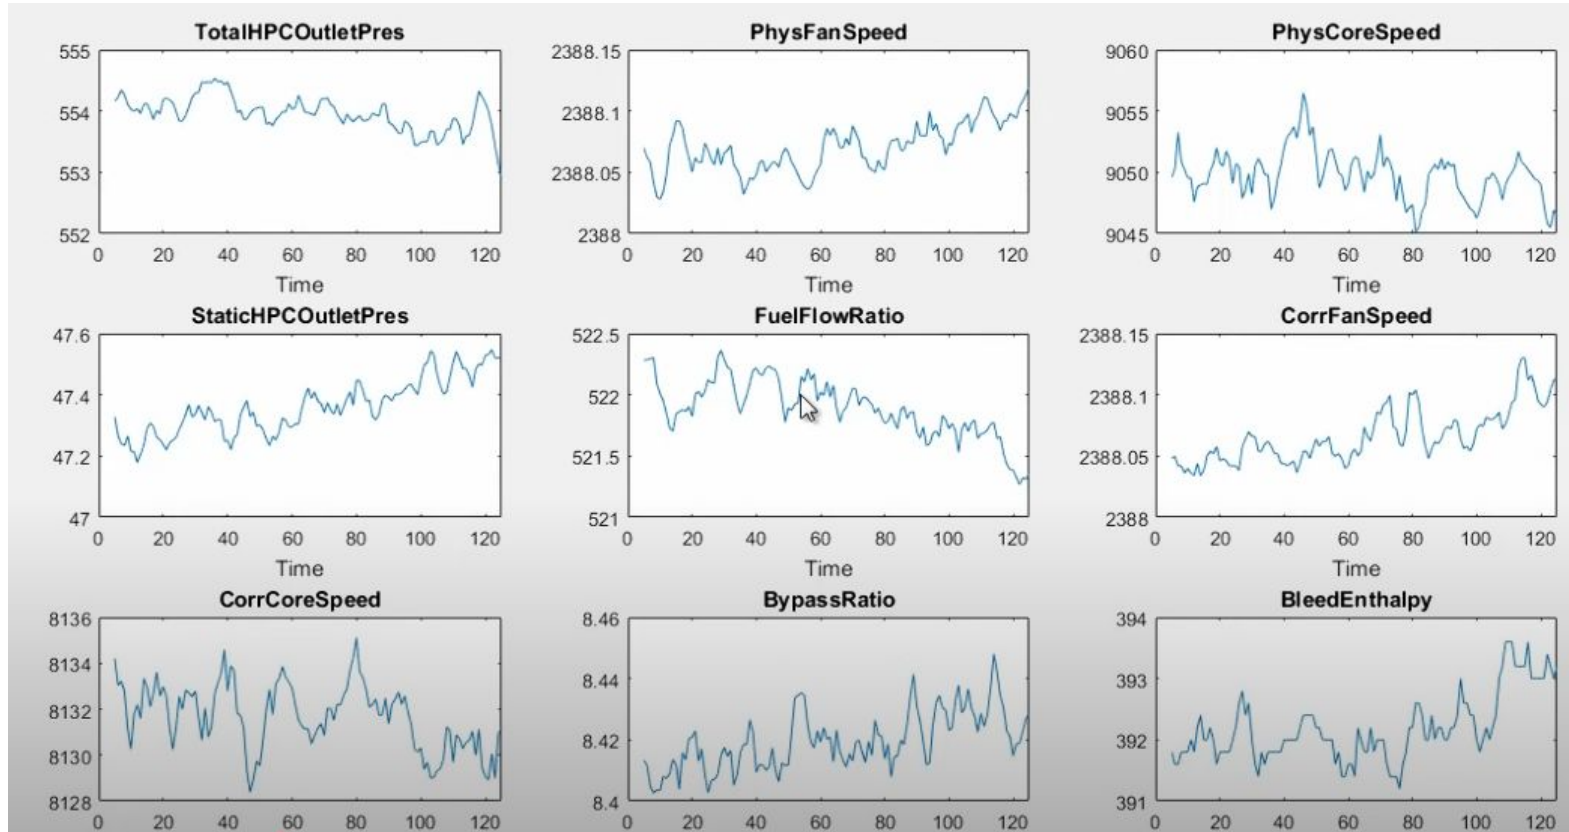 TotalHPCOutletPres PhysFanSpeed PhysCoreSpeed
555 2388.15 9060
554 2388.1 9055
553 2388.05 9050
552 2388 9045
0 20 40 60 80 100 120 0 20 40 60 80 100 120 0 20 40 60 80 100 120
Time Time Time
StaticHPCOutletPres FuelFlowRatio CorrFanSpeed
47.6 522.5 2388.15
47.4 522 2388.1
47.2 521.5 2388.05
47 521 2388
0 20 40 60 80 100 120 0 20 40 60 80 100 120 0 20 40 60 80 100 120
Time Time Time
CorrCoreSpeed BypassRatio BleedEnthalpy
8136 8.46 394
8134 8.44 393
8132 8.42 392
8130 8.4 391
8128
0 20 40 60 80 100 120 0 20 40 60 80 100 120 0 20 40 60 80 100 120